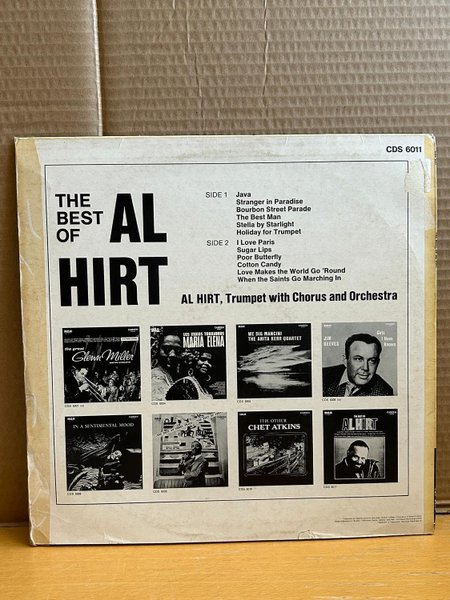 CDS 6011
THE
BEST
OF
AL
HIRT
SIDE 1 Java
Stranger in Paradise
Bourbon Street Parade
The Best Man
Stella by Starlight
Holiday for Trumpet
SIDE 2 I Love Paris
Sugar Lips
Poor Butterfly
Cotton Candy
Love Makes the World Go 'Round
When the Saints Go Marching In
AL HIRT, Trumpet with Chorus and Orchestra
the great
Glenn Miller
LOS INDIOS TABAJARAS
MARIA ELENA
WE DIG MANCINI
THE ANITA KERR QUARTET
JIM
REEVES
Girls
I Have
Known
IN A SENTIMENTAL MOOD
THE OTHER
CHET ATKINS
THE BEST OF
AL HIRT